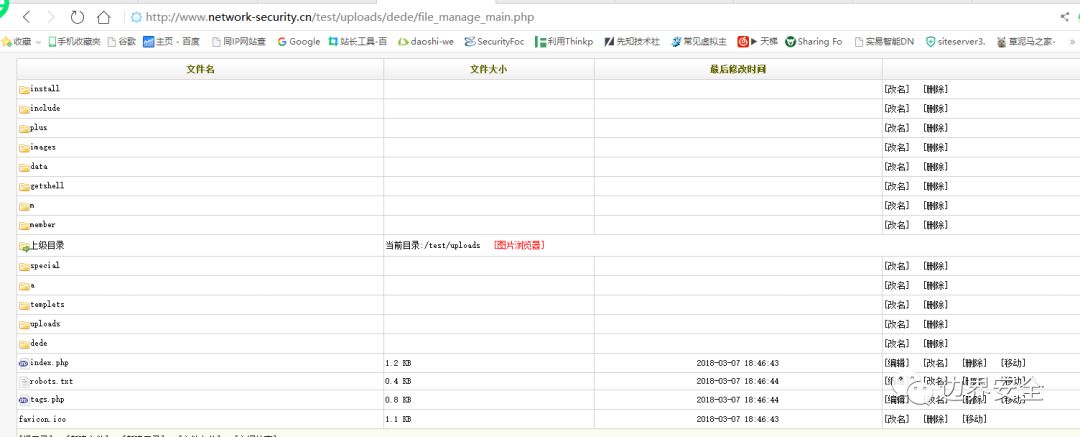 http://www.network-security.cn/test/uploads/dede/file_manage_main.php
收藏 手机收藏夹 谷歌 主页 - 百度 同IP网站查 Google 站长工具-百 daoshi-we SecurityFoc 利用Thinkp 先知技术社 常见虚拟主 天梯 Sharing Fo 实易智能DN siteserver3. 草泥马之家- »
文件名 文件大小 最后修改时间
install [改名] [删除]
include [改名] [删除]
plus [改名] [删除]
images [改名] [删除]
data [改名] [删除]
getshell [改名] [删除]
m [改名] [删除]
member [改名] [删除]
上级目录 当前目录:/test/uploads [图片浏览器]
special [改名] [删除]
a [改名] [删除]
templets [改名] [删除]
uploads [改名] [删除]
dede [改名] [删除]
index.php 1.2 KB 2018-03-07 18:46:43 [编辑] [改名] [删除] [移动]
robots.txt 0.4 KB 2018-03-07 18:46:44 [改名] [删除] [移动]
tags.php 0.8 KB 2018-03-07 18:46:44 [编辑] [改名] [删除] [移动]
favicon.ico 1.1 KB 2018-03-07 18:46:43 [改名] [删除] [移动]
边界安全